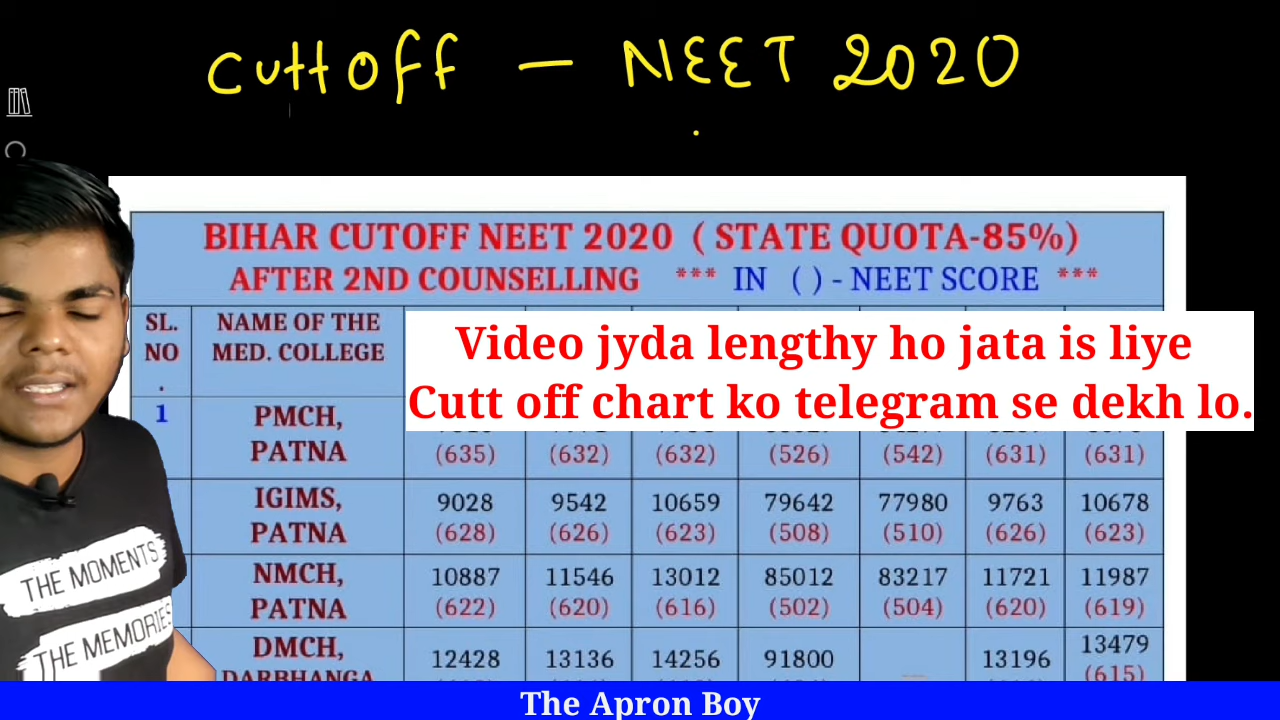 Cuttoff – NEET 2020
BIHAR CUTOFF NEET 2020 ( STATE QUOTA-85%)
AFTER 2ND COUNSELLING *** IN ( ) - NEET SCORE ***
SL. NO . NAME OF THE MED. COLLEGE
Video jyda lengthy ho jata is liye
Cutt off chart ko telegram se dekh lo.
1 PMCH, PATNA
(635) (632) (632) (526) (542) (631) (631)
IGIMS, PATNA
9028 9542 10659 79642 77980 9763 10678
(628) (626) (623) (508) (510) (626) (623)
NMCH, PATNA
10887 11546 13012 85012 83217 11721 11987
(622) (620) (616) (502) (504) (620) (619)
DMCH, DARBHANGA
12428 13136 14256 91800 13196 13479
(615)
THE MOMENTS
THE MEMORIES
The Apron Boy